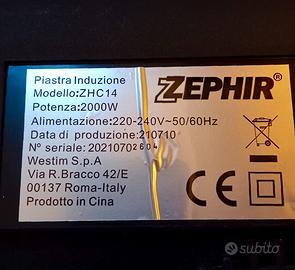 Piastra Induzione
Modello:ZHC14
Potenza:2000W
ZEPHIR®
Alimentazione:220-240V~50/60Hz
Data di produzione:210710
N° seriale: 20210702604
Westim S.p.A
Via R.Bracco 42/E
00137 Roma-Italy
Prodotto in Cina
CE
subito